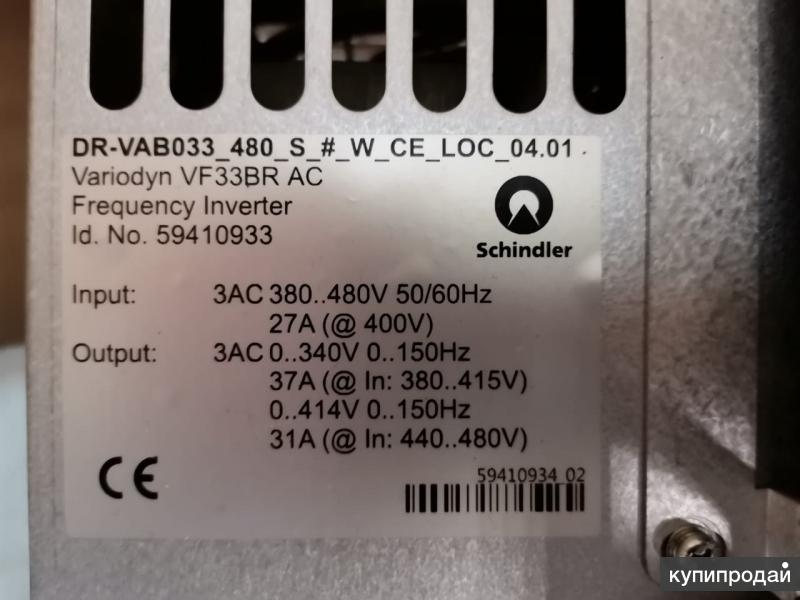 DR-VAB033_480_S_#_W_CE_LOC_04.01
Variodyn VF33BR AC
Frequency Inverter
Id. No. 59410933
Schindler
Input: 3AC 380..480V 50/60Hz
27A (@ 400V)
Output: 3AC 0..340V 0..150Hz
37A (@ In: 380..415V)
0..414V 0..150Hz
31A (@ In: 440..480V)
CE
59410934 02
купипродай